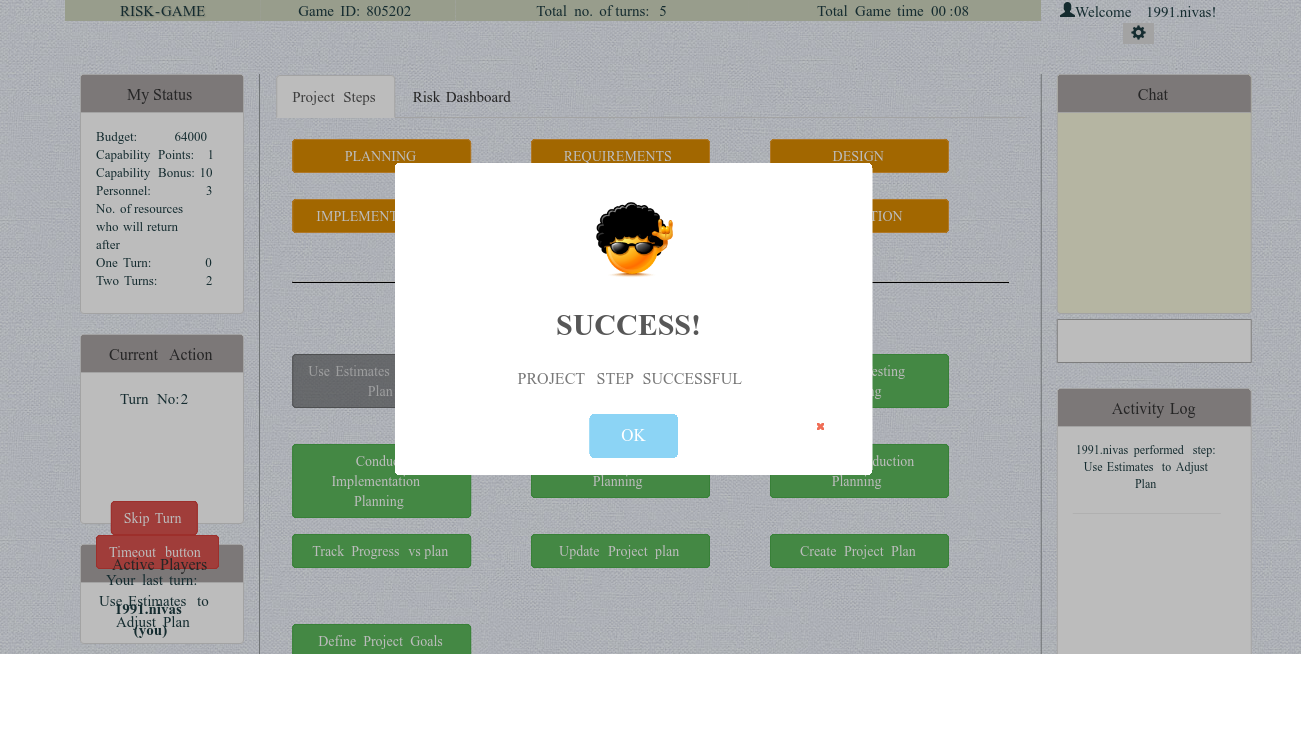 RISK-GAME
Game ID: 805202
Total no. of turns: 5
Total Game time 00 :08
Welcome 1991.nivas!
My Status
Budget: 64000
Capability Points: 1
Capability Bonus: 10
Personnel: 3
No. of resources
who will return
after
One Turn: 0
Two Turns: 2
Current Action
Turn No: 2
Skip Turn
Timeout button
Active Players
Your last turn:
Use Estimates to
Adjust Plan
1991.nivas
(you)
Project Steps
Risk Dashboard
PLANNING
REQUIREMENTS
DESIGN
IMPLEMENT
TION
SUCCESS!
PROJECT STEP SUCCESSFUL
OK
Use Estimates
Plan
esting
g
Condu
Implementation
Planning
Planning
duction
Planning
Track Progress vs plan
Update Project plan
Create Project Plan
Define Project Goals
Chat
Activity Log
1991.nivas performed step:
Use Estimates to Adjust
Plan